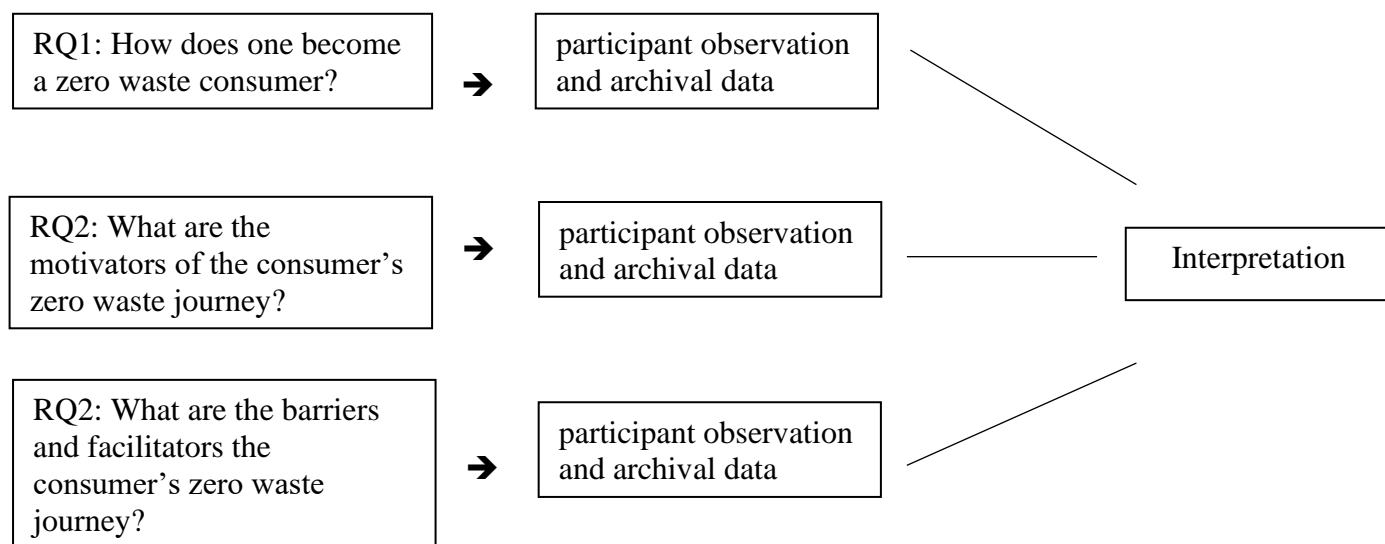 RQ1: How does one become
a zero waste consumer?
➔
participant observation
and archival data
RQ2: What are the
motivators of the consumer’s
zero waste journey?
➔
participant observation
and archival data
Interpretation
RQ2: What are the barriers
and facilitators the
consumer’s zero waste
journey?
➔
participant observation
and archival data